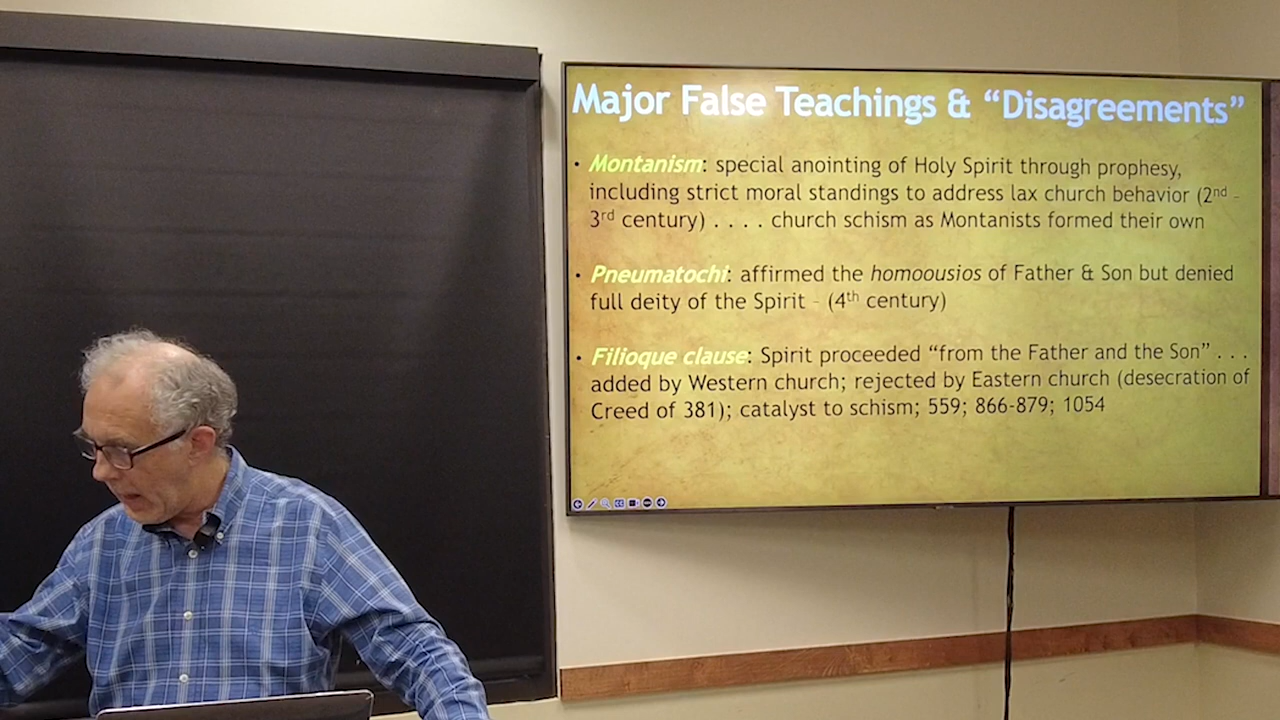 Major False Teachings & “Disagreements”
• Montanism: special anointing of Holy Spirit through prophesy,
including strict moral standings to address lax church behavior (2nd –
3rd century) . . . . church schism as Montanists formed their own
• Pneumatochi: affirmed the homoousios of Father & Son but denied
full deity of the Spirit – (4th century)
• Filioque clause: Spirit proceeded “from the Father and the Son” . . .
added by Western church; rejected by Eastern church (desecration of
Creed of 381); catalyst to schism; 559; 866-879; 1054